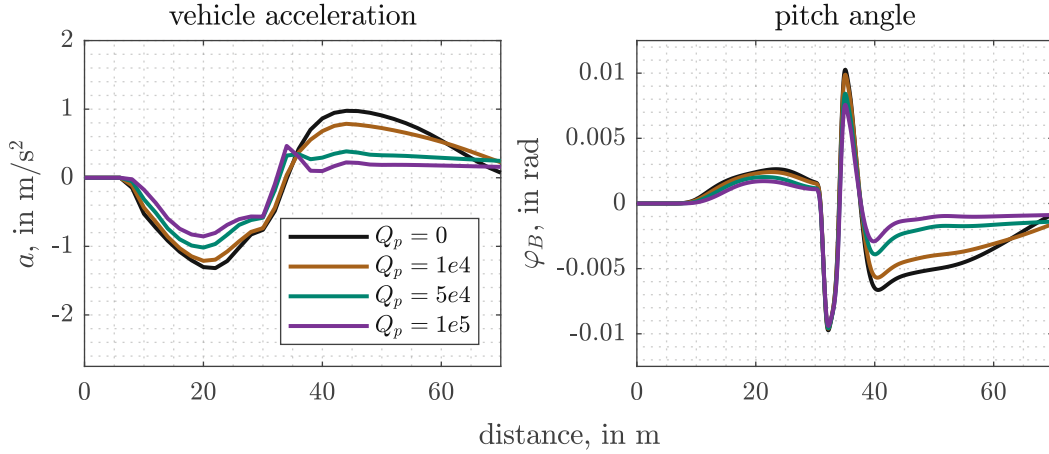 vehicle acceleration
a, in m/s²
2
1
0
-1
-2
0
20
40
60
Q_p = 0
Q_p = 1e4
Q_p = 5e4
Q_p = 1e5
pitch angle
φ_B, in rad
0.01
0.005
0
-0.005
-0.01
0
20
40
60
distance, in m